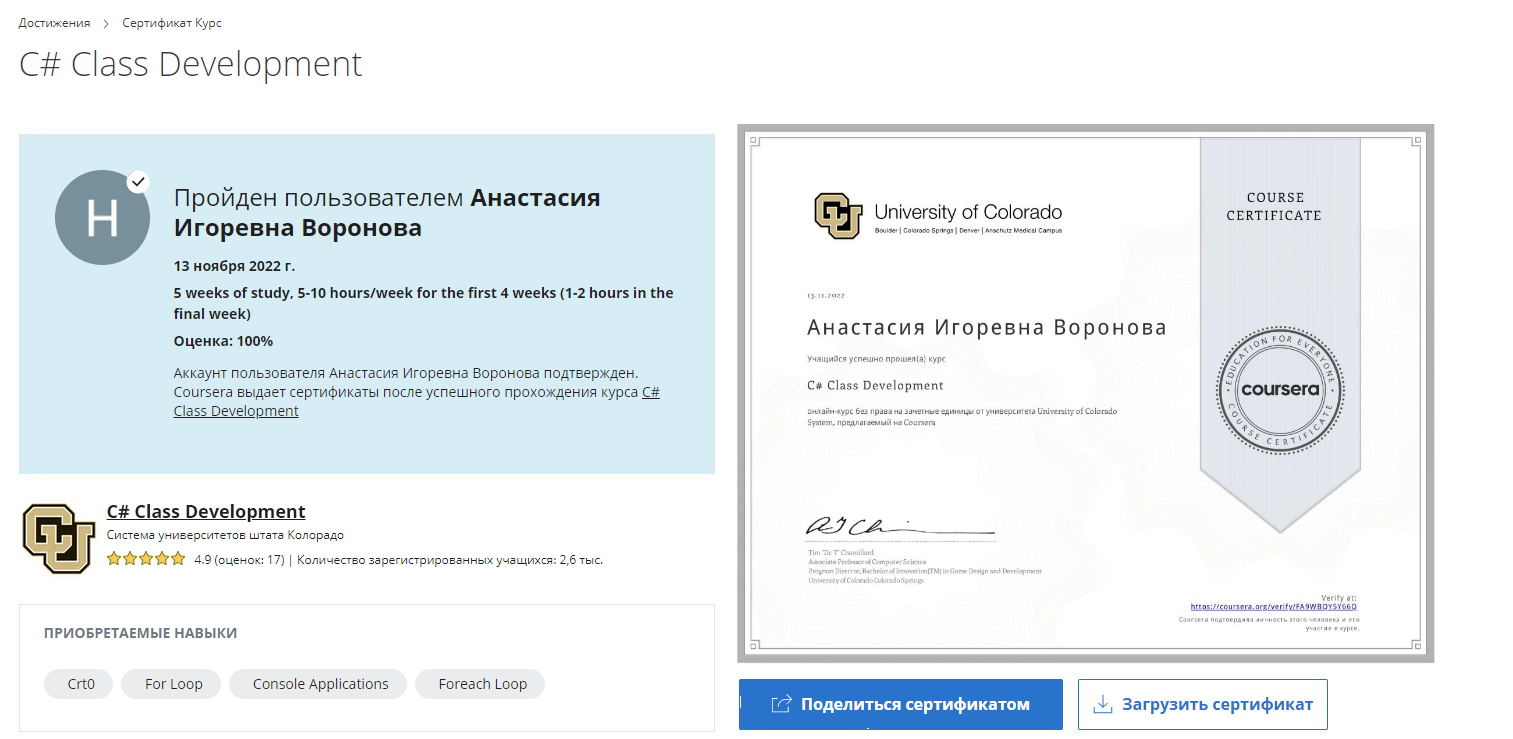 Достижения > Сертификат Курс
C# Class Development
Н
Пройден пользователем Анастасия
Игоревна Воронова
13 ноября 2022 г.
5 weeks of study, 5-10 hours/week for the first 4 weeks (1-2 hours in the
final week)
Оценка: 100%
Аккаунт пользователя Анастасия Игоревна Воронова подтвержден.
Coursera выдает сертификаты после успешного прохождения курса C#
Class Development
C# Class Development
Система университетов штата Колорадо
4.9 (оценок: 17) | Количество зарегистрированных учащихся: 2,6 тыс.
ПРИОБРЕТАЕМЫЕ НАВЫКИ
Crt0
For Loop
Console Applications
Foreach Loop
CU
University of Colorado
Boulder | Colorado Springs | Denver | Anschutz Medical Campus
COURSE
CERTIFICATE
13.11.2022
Анастасия Игоревна Воронова
Учащийся успешно прошел(а) курс
C# Class Development
онлайн-курс без права на зачетные единицы от университета University of Colorado
System, предлагаемый на Coursera
EDUCATION FOR EVERYONE
coursera
COURSE CERTIFICATE
Tim "Dr. T" Chamillard
Associate Professor of Computer Science
Program Director, Bachelor of Innovation(TM) in Game Design and Development
University of Colorado Colorado Springs
Verify at:
https://coursera.org/verify/FA9WBQY5Y66Q
Coursera подтвердила личность этого человека и его
участие в курсе.
Поделиться сертификатом
Загрузить сертификат